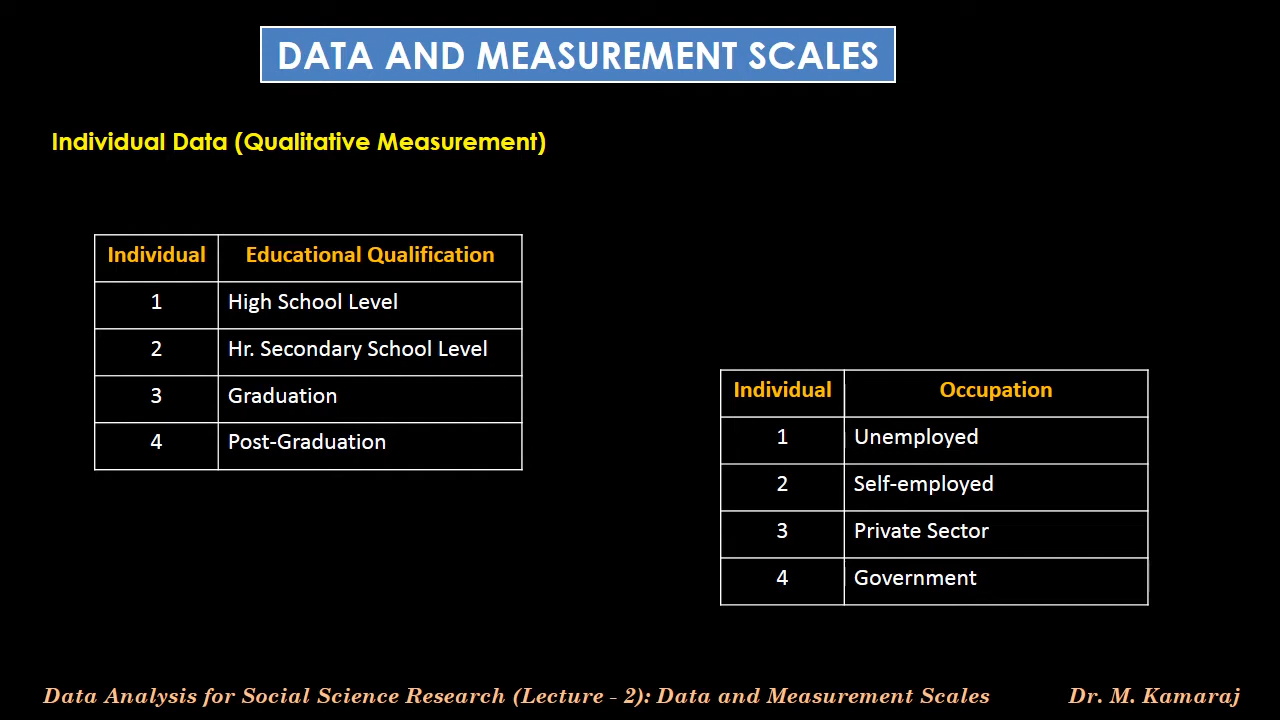 DATA AND MEASUREMENT SCALES
Individual Data (Qualitative Measurement)
Individual Educational Qualification
1 High School Level
2 Hr. Secondary School Level
3 Graduation
4 Post-Graduation
Individual Occupation
1 Unemployed
2 Self-employed
3 Private Sector
4 Government
Data Analysis for Social Science Research (Lecture - 2): Data and Measurement Scales Dr. M. Kamaraj